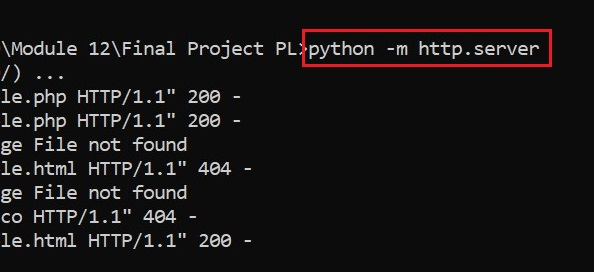 \Module 12\Final Project PL>python -m http.server
/) ...
le.php HTTP/1.1" 200 -
le.php HTTP/1.1" 200 -
ge File not found
le.html HTTP/1.1" 404 -
ge File not found
co HTTP/1.1" 404 -
le.html HTTP/1.1" 200 -